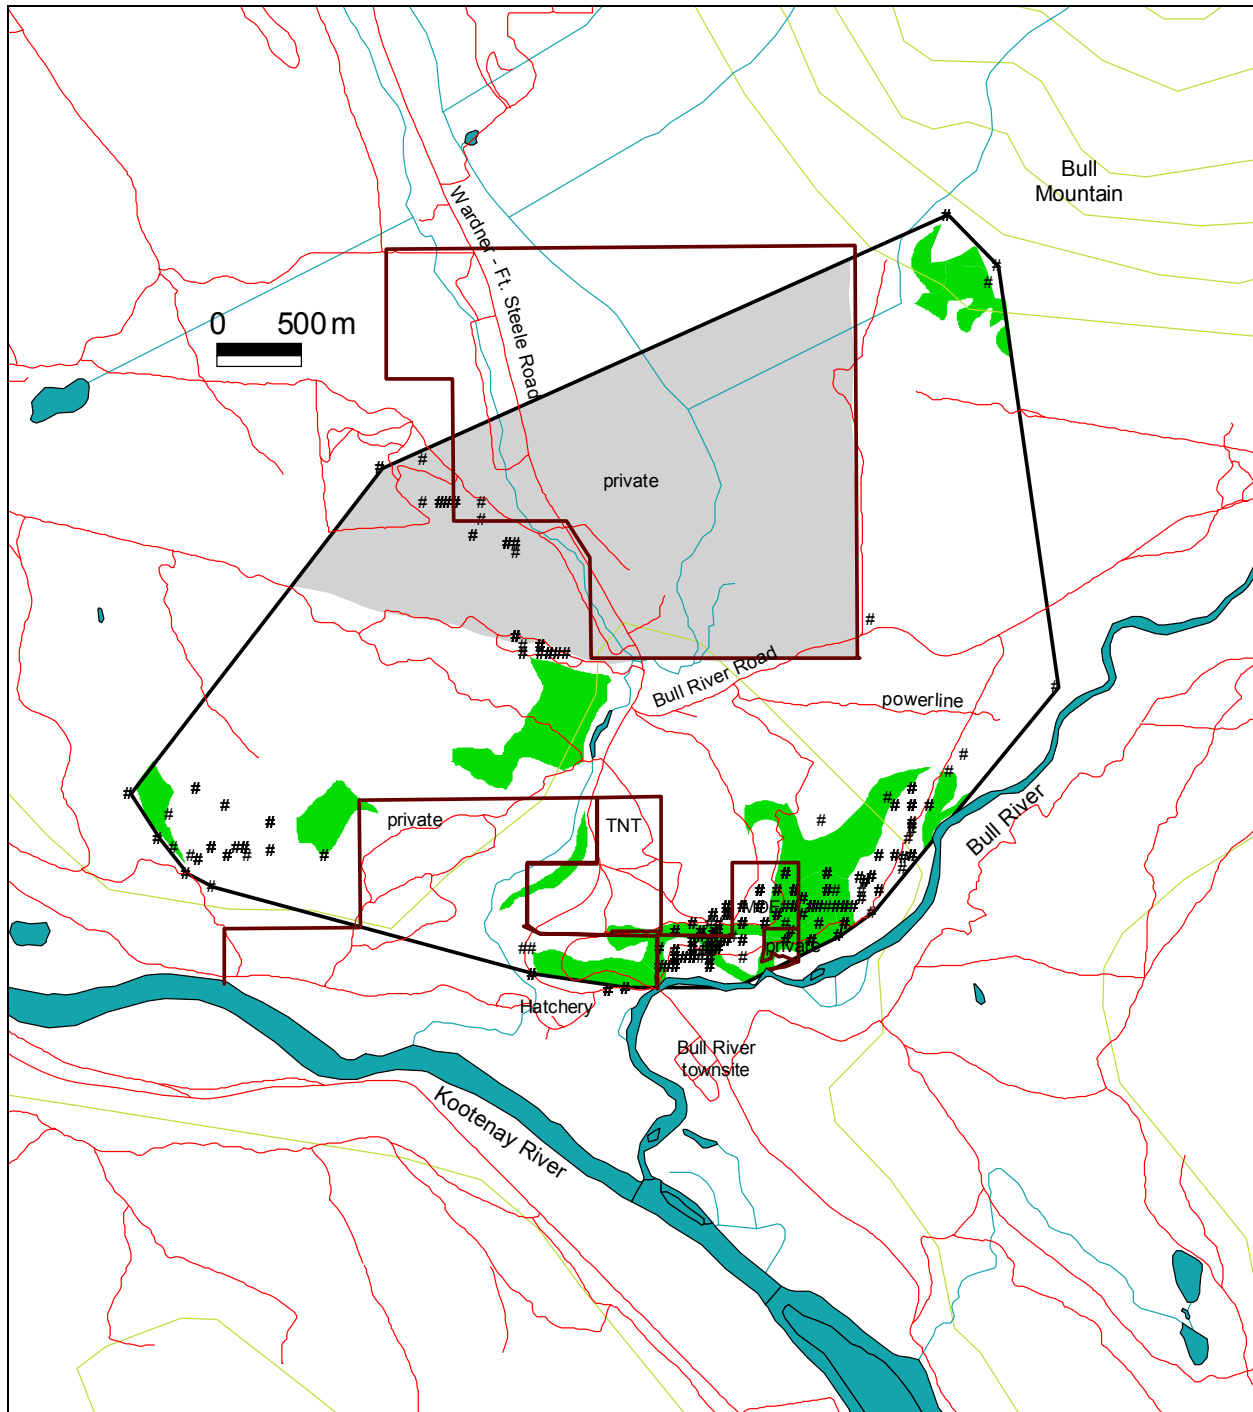 Bull
Mountain
Wardner - Ft. Steele Road
0 500 m
private
Bull River Road
powerline
private
TNT
Bull River
MOE
private
Hatchery
Bull River
townsite
Kootenay River